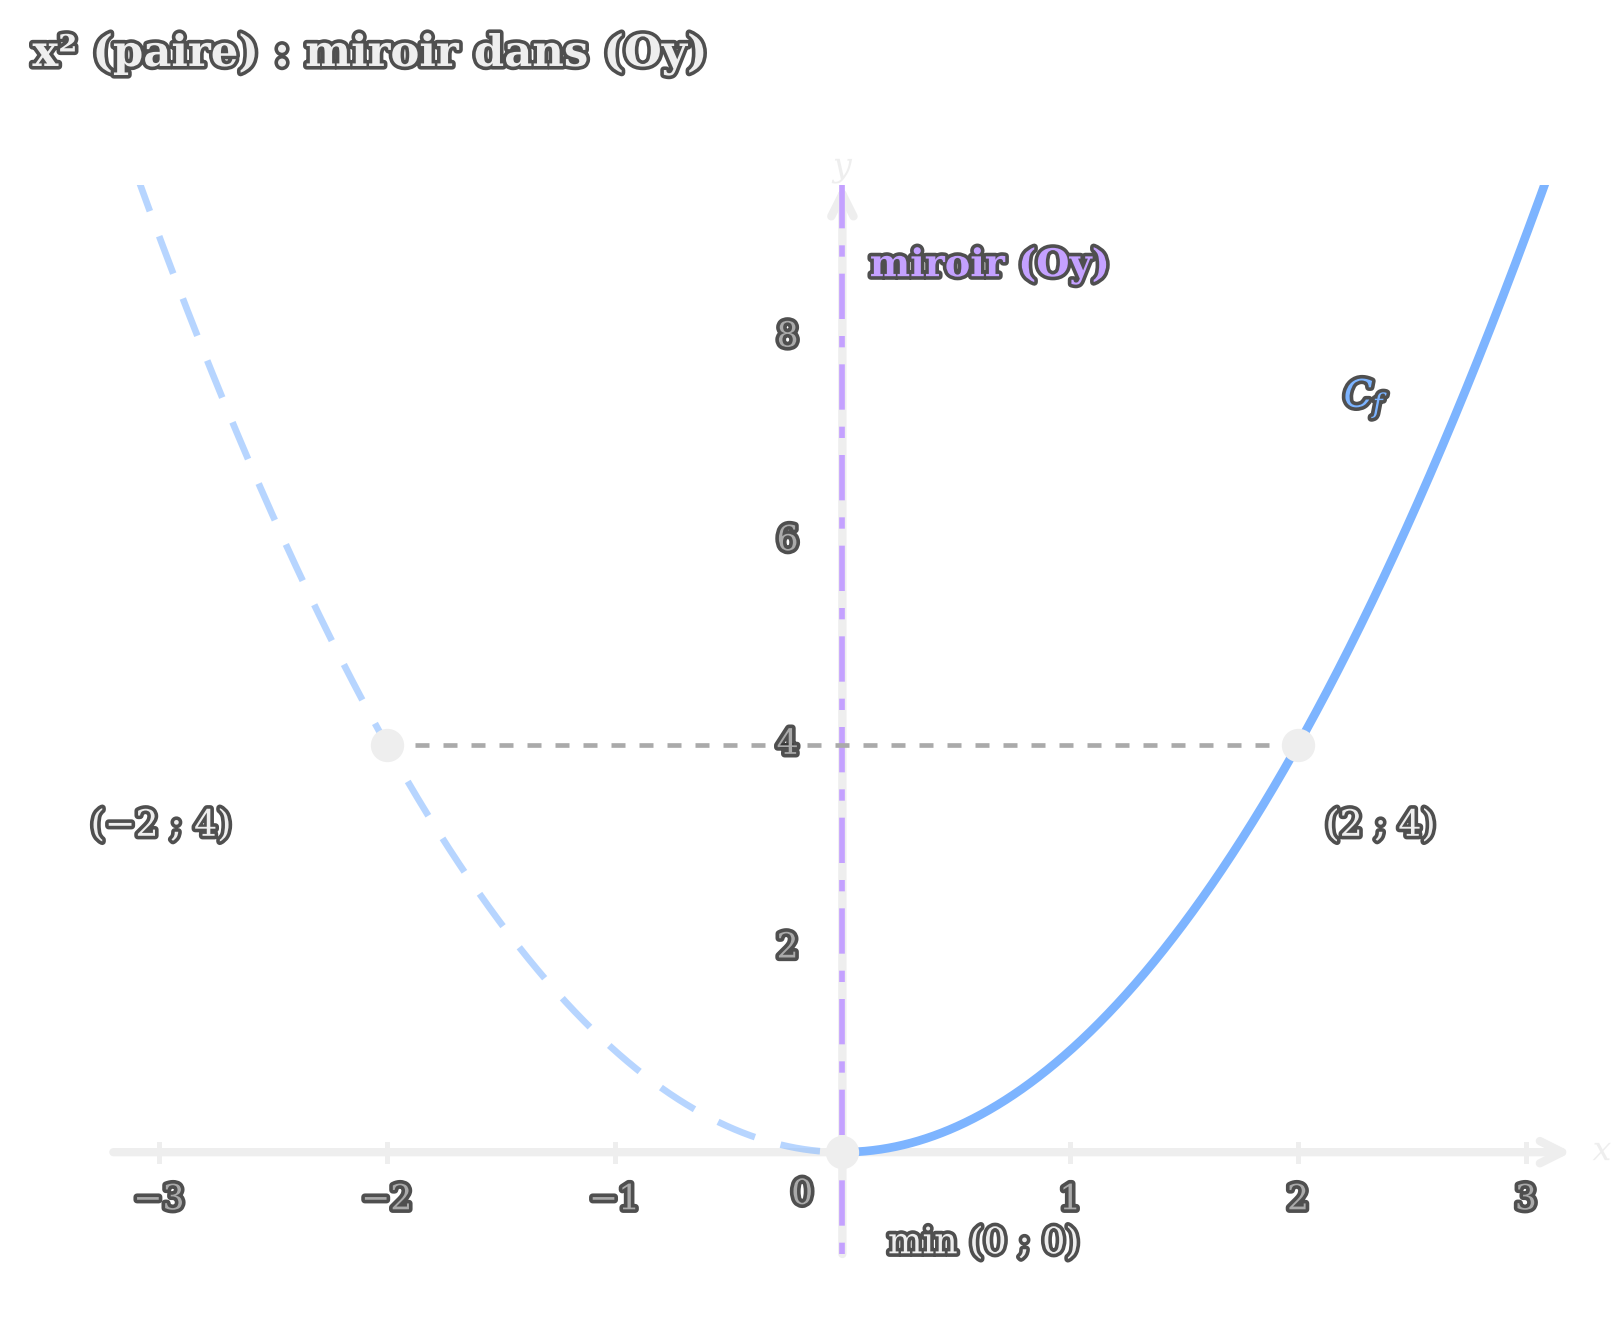 x² (paire) : miroir dans (Oy)
y
miroir (Oy)
8
C_f
6
4
(−2 ; 4)
(2 ; 4)
2
x
−3
−2
−1
0
1
2
3
min (0 ; 0)